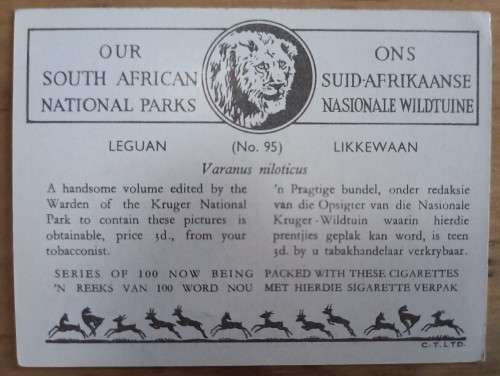 OUR
SOUTH AFRICAN
NATIONAL PARKS
ONS
SUID-AFRIKAANSE
NASIONALE WILDTUINE
LEGUAN (No. 95) LIKKEWAAN
Varanus niloticus
A handsome volume edited by the
Warden of the Kruger National
Park to contain these pictures is
obtainable, price 3d., from your
tobacconist.
'n Pragtige bundel, onder redaksie
van die Opsigter van die Nasionale
Kruger-Wildtuin waarin hierdie
prentjies geplak kan word, is teen
3d. by u tabakhandelaar verkrybaar.
SERIES OF 100 NOW BEING PACKED WITH THESE CIGARETTES
'N REEKS VAN 100 WORD NOU MET HIERDIE SIGARETTE VERPAK
C.T. LTD.